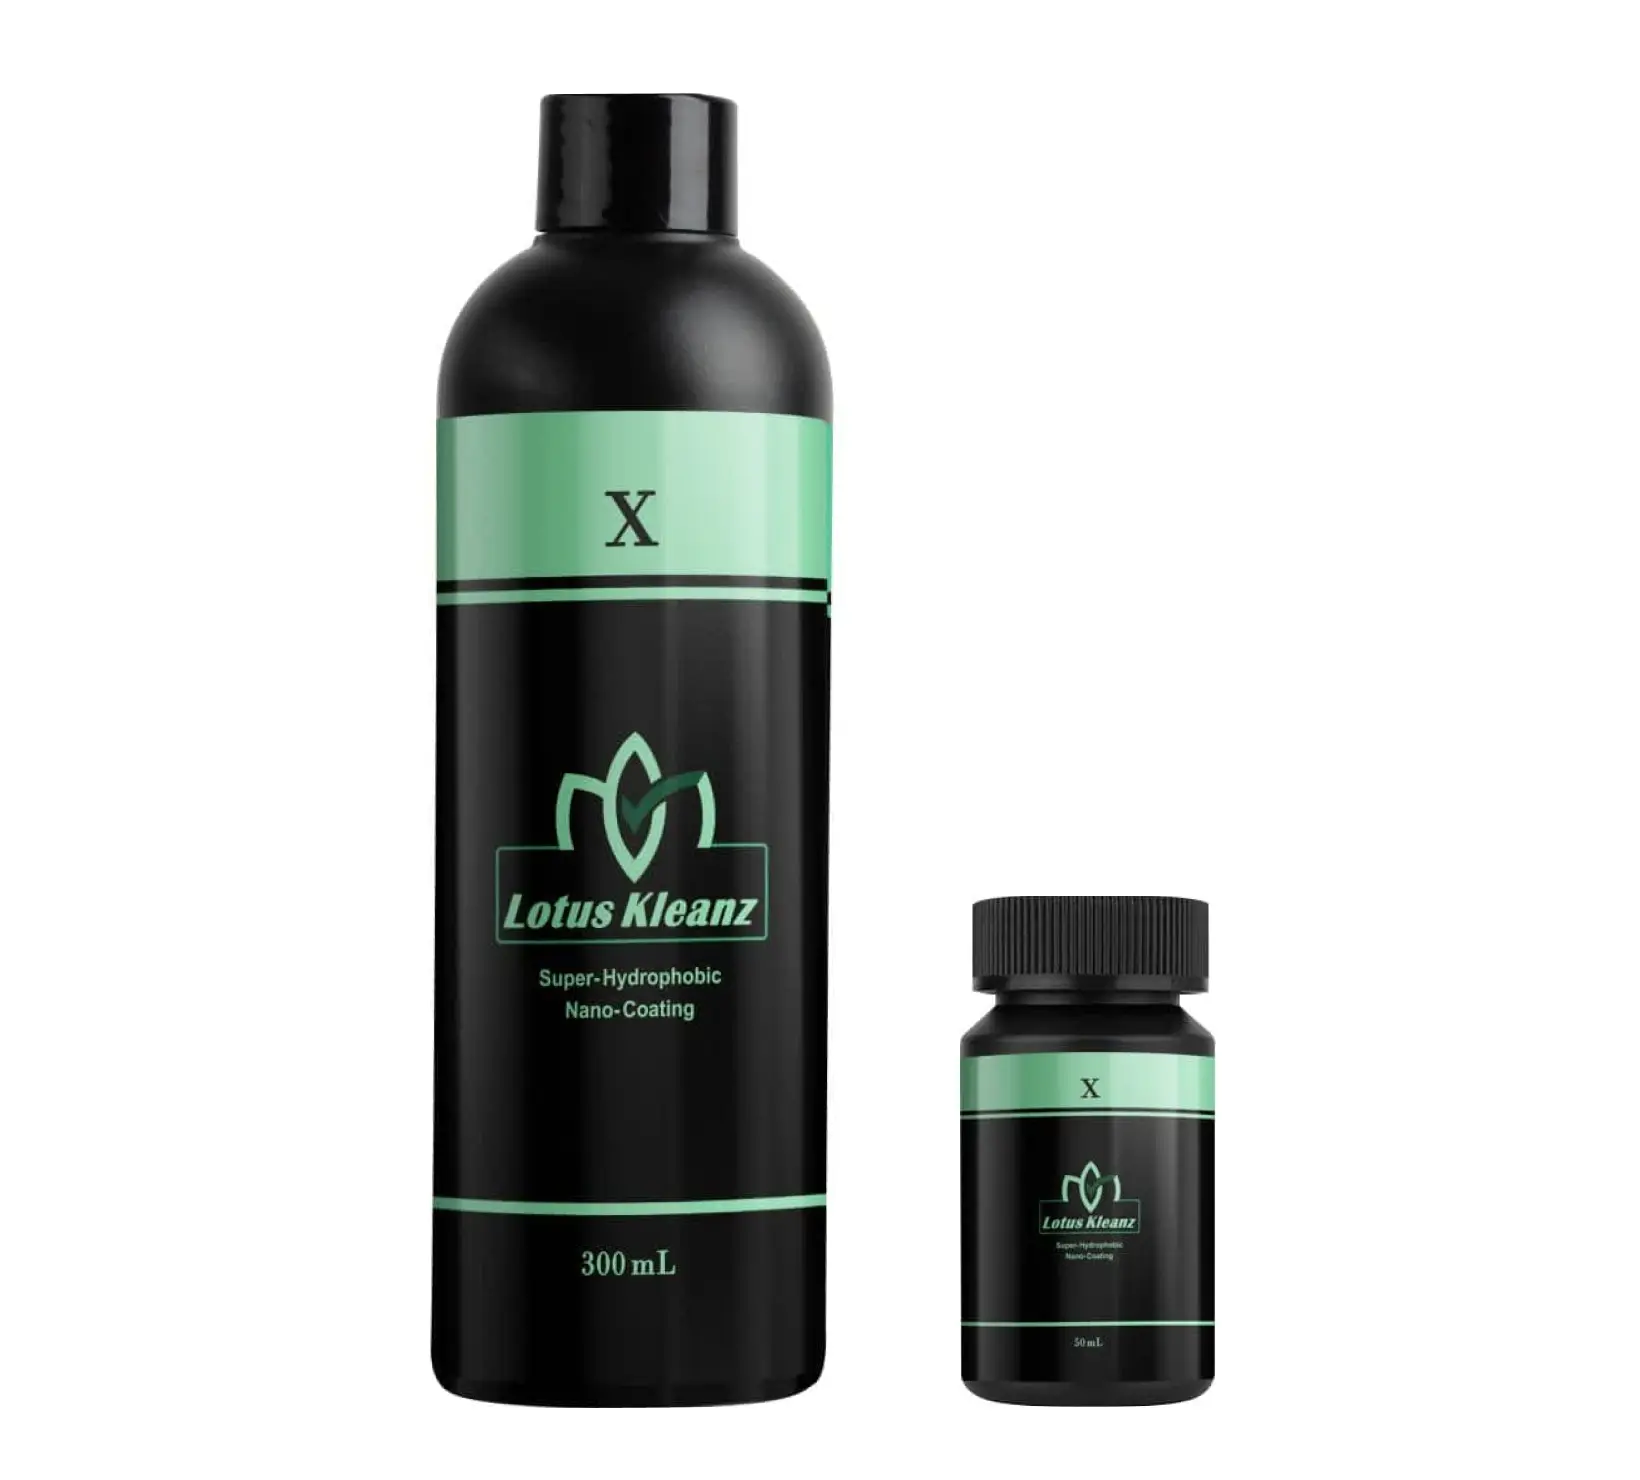 X
Lotus Kleanz
Super-Hydrophobic
Nano-Coating
300 mL
X
Lotus Kleanz
Super-Hydrophobic
Nano-Coating
50 mL